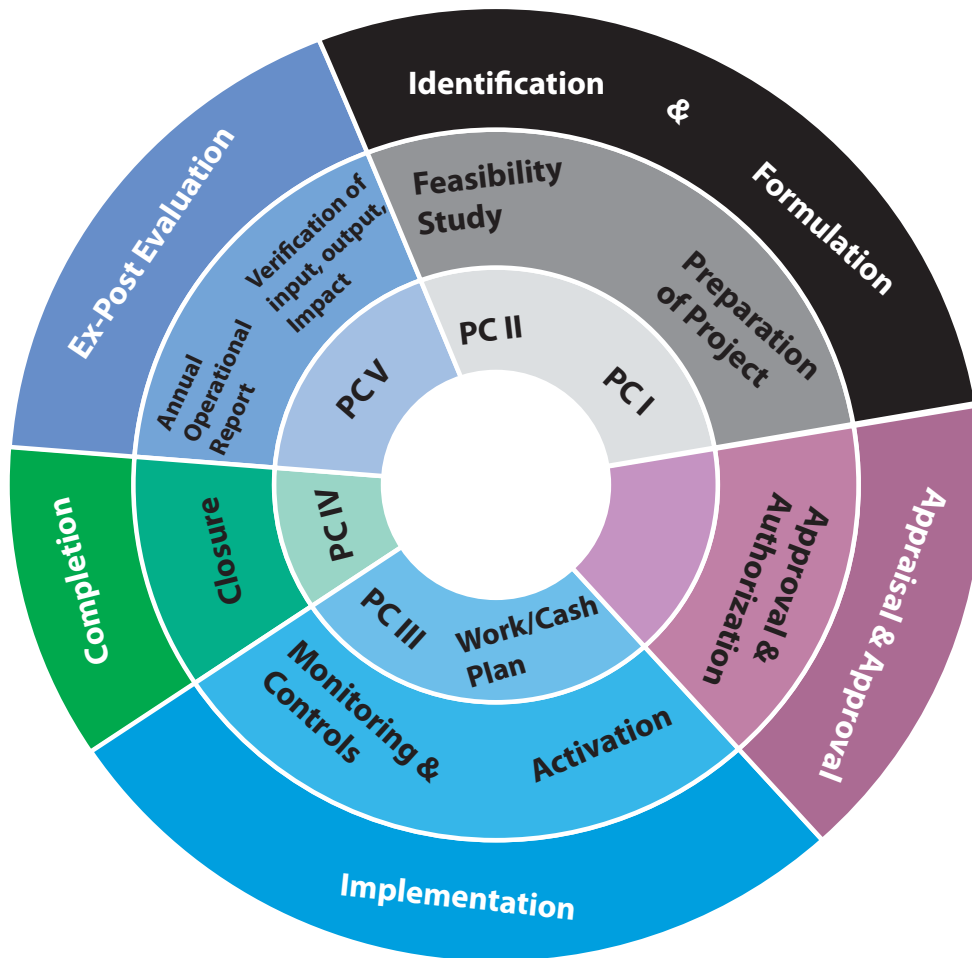 Identification & Formulation
Feasibility
Study
Preparation
of Project
PC II
PC I
Appraisal & Approval
Approval &
Authorization
Implementation
Activation
Monitoring &
Controls
Work/Cash
Plan
PC III
Completion
Closure
PC IV
Ex-Post Evaluation
Verification of
input, output,
Impact
Annual
Operational
Report
PC V